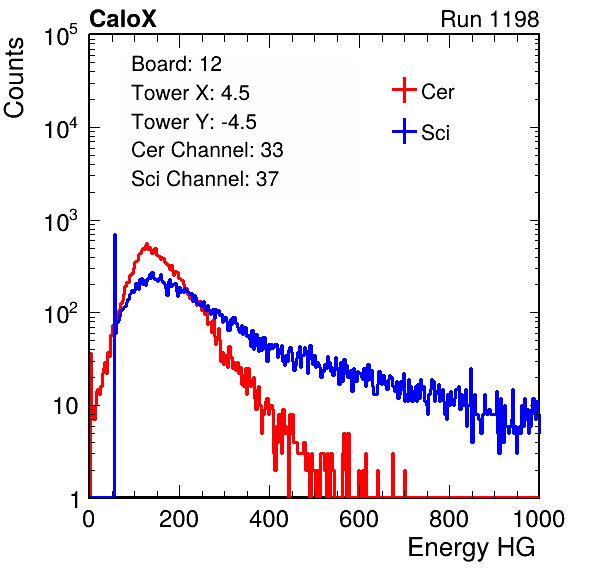 CaloX Run 1198
Counts
10^5
10^4
10^3
10^2
10
1
Board: 12
Tower X: 4.5
Tower Y: -4.5
Cer Channel: 33
Sci Channel: 37
Cer
Sci
0 200 400 600 800 1000
Energy HG